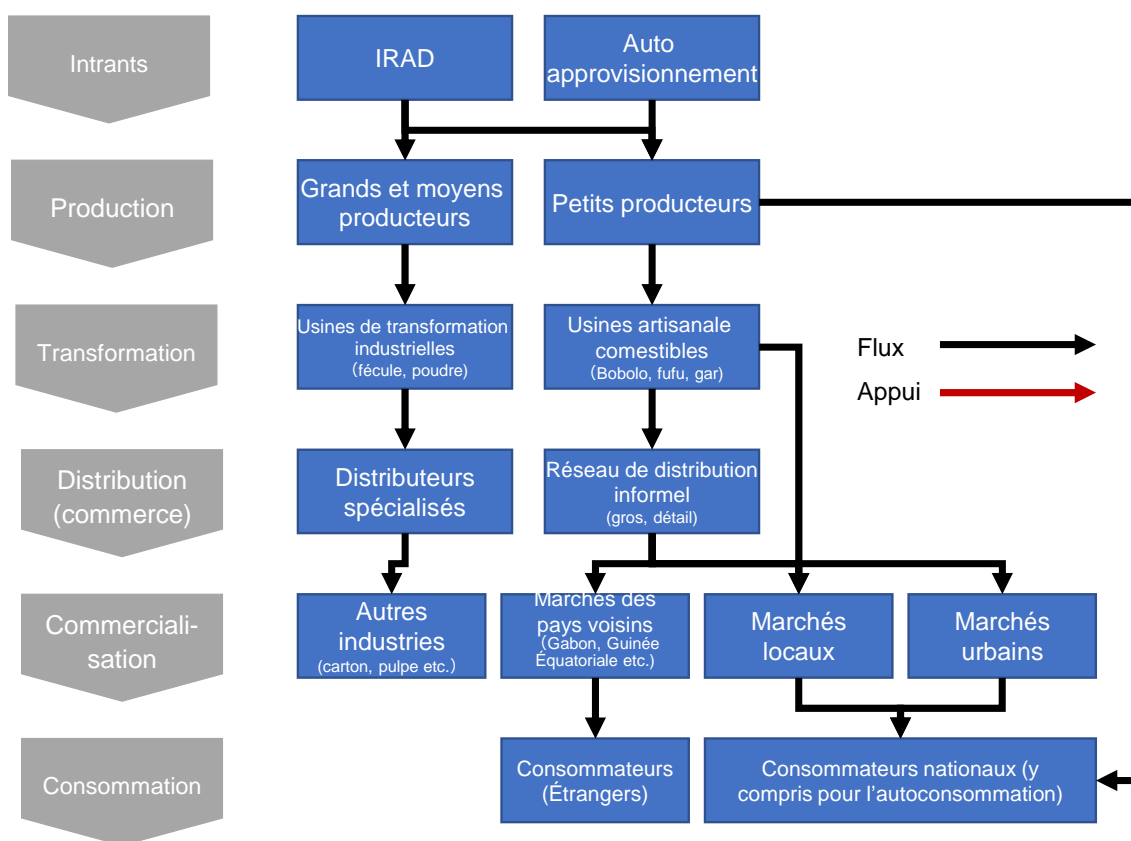 Intrants
IRAD
Auto
approvisionnement
Production
Grands et moyens
producteurs
Petits producteurs
Transformation
Usines de transformation
industrielles
（fécule, poudre)
Usines artisanale
comestibles
（Bobolo, fufu, gar)
Flux
Appui
Distribution
(commerce)
Distributeurs
spécialisés
Réseau de distribution
informel
(gros, détail)
Commerciali-
sation
Autres
industries
(carton, pulpe etc.）
Marchés des
pays voisins
（Gabon, Guinée
Équatoriale etc.)
Marchés
locaux
Marchés
urbains
Consommation
Consommateurs
(Étrangers)
Consommateurs nationaux (y
compris pour l’autoconsommation)